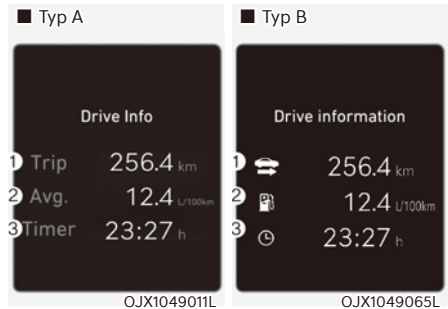 ■ Typ A
Drive Info
1 Trip 256.4 km
2 Avg. 12.4 L/100km
3 Timer 23:27 h
OJX1049011L
■ Typ B
Drive information
1 256.4 km
2 12.4 L/100km
3 23:27 h
OJX1049065L